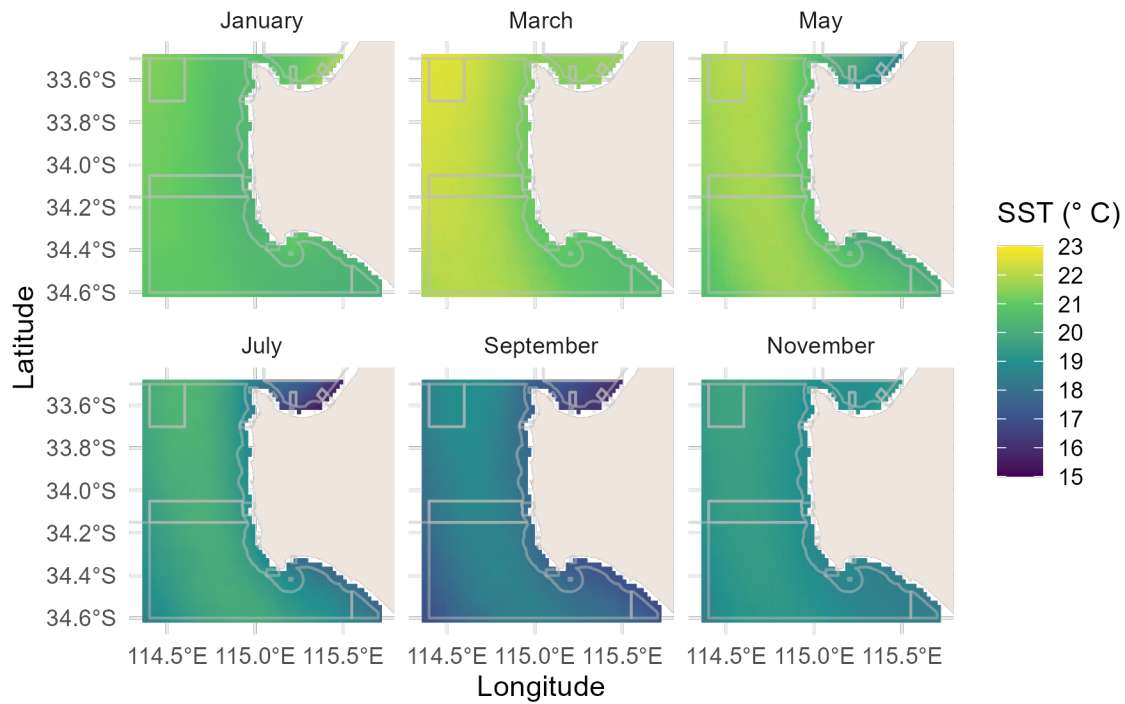 January March May
33.6°S
33.8°S
34.0°S
34.2°S
34.4°S
34.6°S
July September November
33.6°S
33.8°S
34.0°S
34.2°S
34.4°S
34.6°S
114.5°E 115.0°E 115.5°E 114.5°E 115.0°E 115.5°E 114.5°E 115.0°E 115.5°E
Longitude
Latitude
SST (° C)
23
22
21
20
19
18
17
16
15